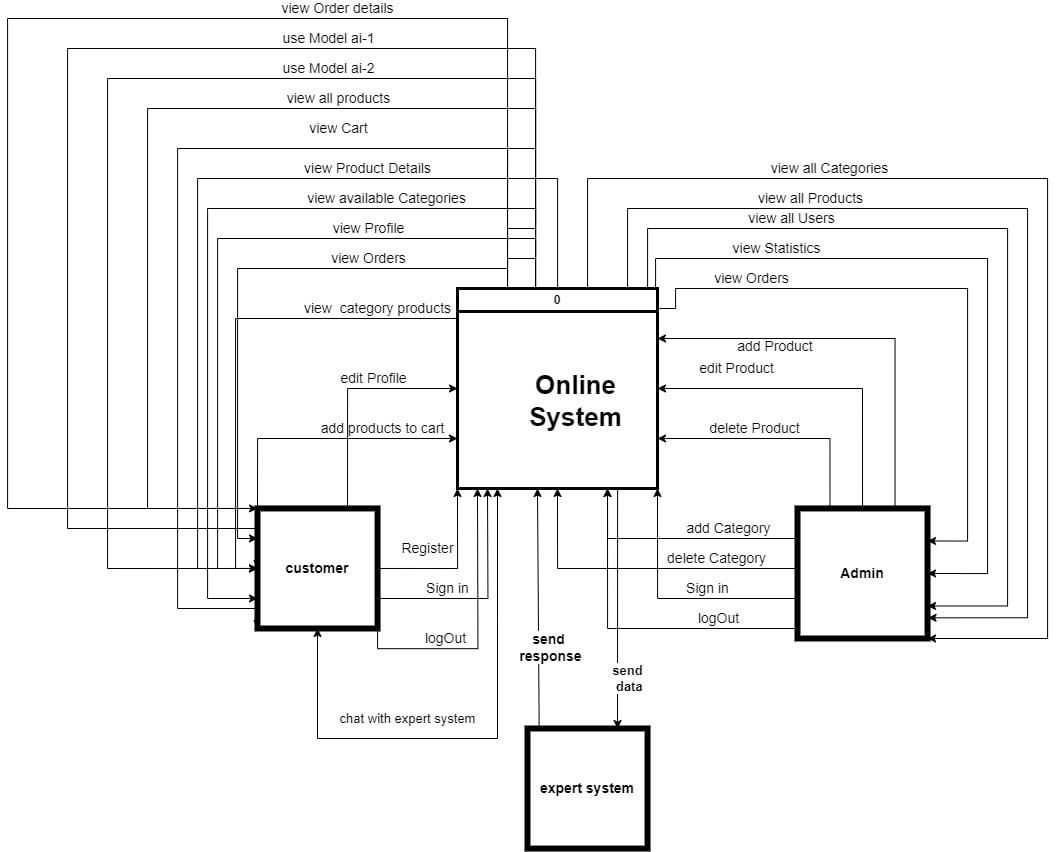 view Order details
use Model ai-1
use Model ai-2
view all products
view Cart
view Product Details
view all Categories
view available Categories
view all Products
view all Users
view Profile
view Statistics
view Orders
view Orders
0
view  category products
add Product
edit Product
edit Profile
Online
System
add products to cart
delete Product
add Category
Register
delete Category
customer
Admin
Sign in
Sign in
logOut
logOut
send
response
send
data
chat with expert system
expert system